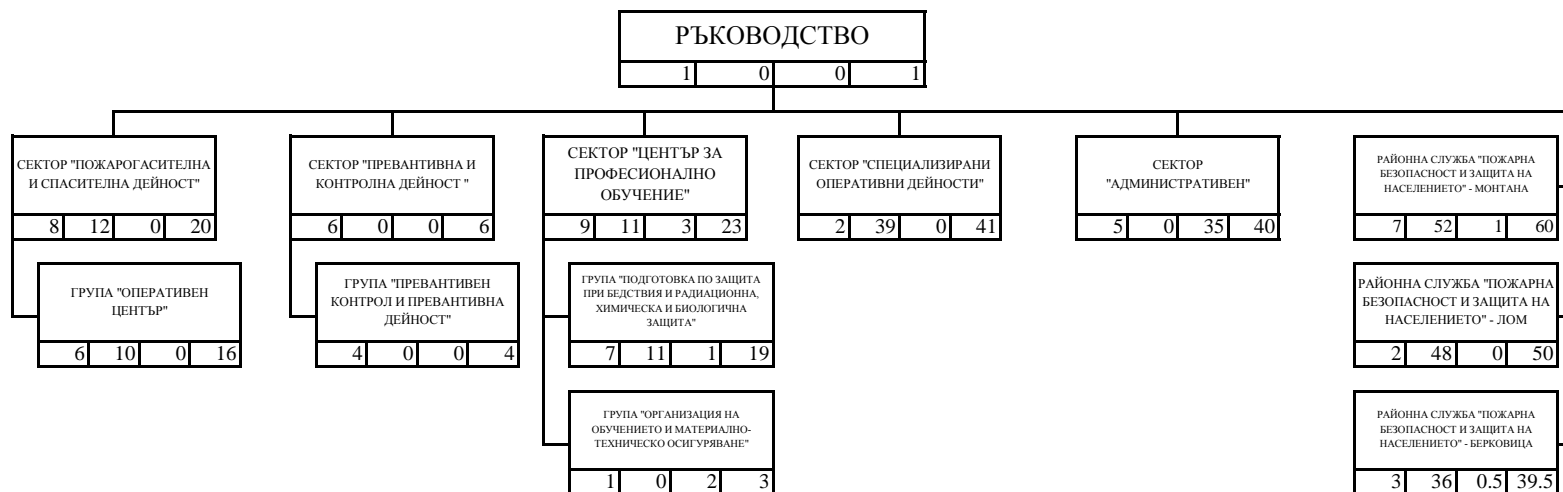 РЪКОВОДСТВО
1 0 0 1
СЕКТОР "ПОЖАРОГАСИТЕЛНА
И СПАСИТЕЛНА ДЕЙНОСТ"
8 12 0 20
ГРУПА "ОПЕРАТИВЕН
ЦЕНТЪР"
6 10 0 16
СЕКТОР "ПРЕВАНТИВНА И
КОНТРОЛНА ДЕЙНОСТ "
6 0 0 6
ГРУПА "ПРЕВАНТИВЕН
КОНТРОЛ И ПРЕВАНТИВНА
ДЕЙНОСТ"
4 0 0 4
СЕКТОР "ЦЕНТЪР ЗА
ПРОФЕСИОНАЛНО
ОБУЧЕНИЕ"
9 11 3 23
ГРУПА "ПОДГОТОВКА ПО ЗАЩИТА
ПРИ БЕДСТВИЯ И РАДИАЦИОННА,
ХИМИЧЕСКА И БИОЛОГИЧНА
ЗАЩИТА"
7 11 1 19
ГРУПА "ОРГАНИЗАЦИЯ НА
ОБУЧЕНИЕТО И МАТЕРИАЛНО-
ТЕХНИЧЕСКО ОСИГУРЯВАНЕ"
1 0 2 3
СЕКТОР "СПЕЦИАЛИЗИРАНИ
ОПЕРАТИВНИ ДЕЙНОСТИ"
2 39 0 41
СЕКТОР
"АДМИНИСТРАТИВЕН"
5 0 35 40
РАЙОННА СЛУЖБА "ПОЖАРНА
БЕЗОПАСНОСТ И ЗАЩИТА НА
НАСЕЛЕНИЕТО" - МОНТАНА
7 52 1 60
РАЙОННА СЛУЖБА "ПОЖАРНА
БЕЗОПАСНОСТ И ЗАЩИТА НА
НАСЕЛЕНИЕТО" - ЛОМ
2 48 0 50
РАЙОННА СЛУЖБА "ПОЖАРНА
БЕЗОПАСНОСТ И ЗАЩИТА НА
НАСЕЛЕНИЕТО" - БЕРКОВИЦА
3 36 0.5 39.5